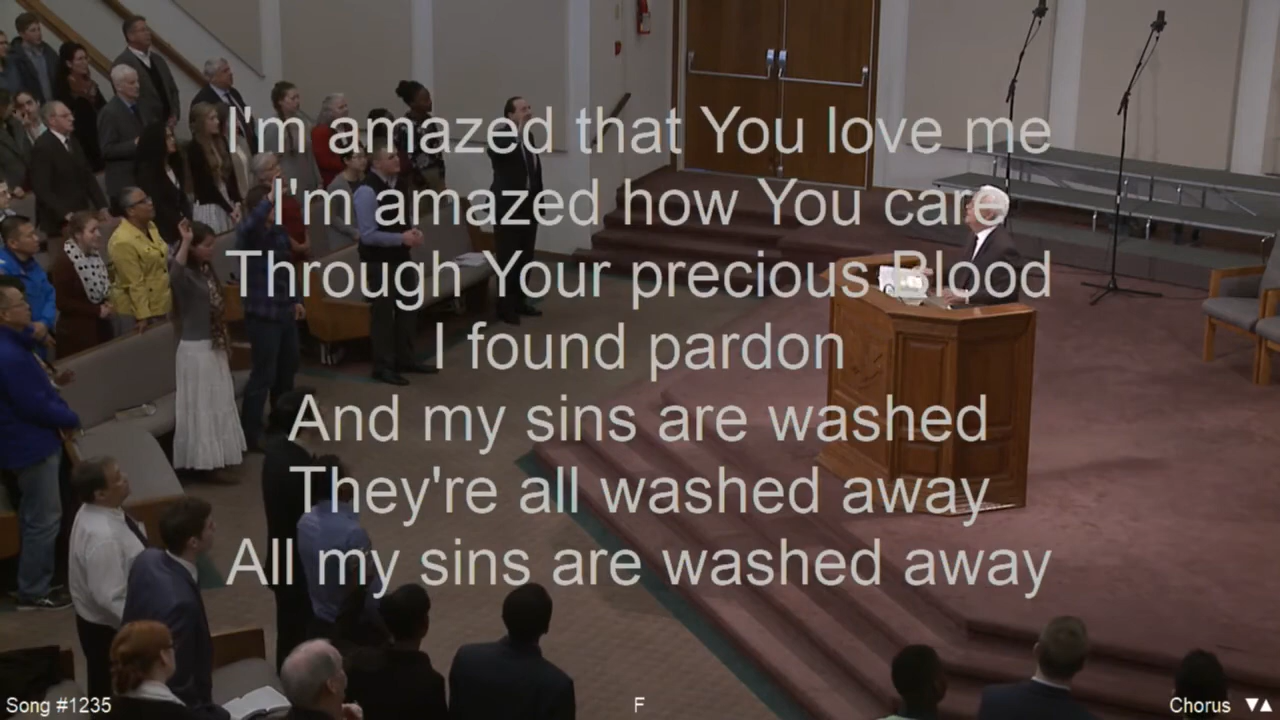 I'm amazed that You love me
I'm amazed how You care
Through Your precious Blood
I found pardon
And my sins are washed
They're all washed away
All my sins are washed away
Song #1235
F
Chorus ▼▲